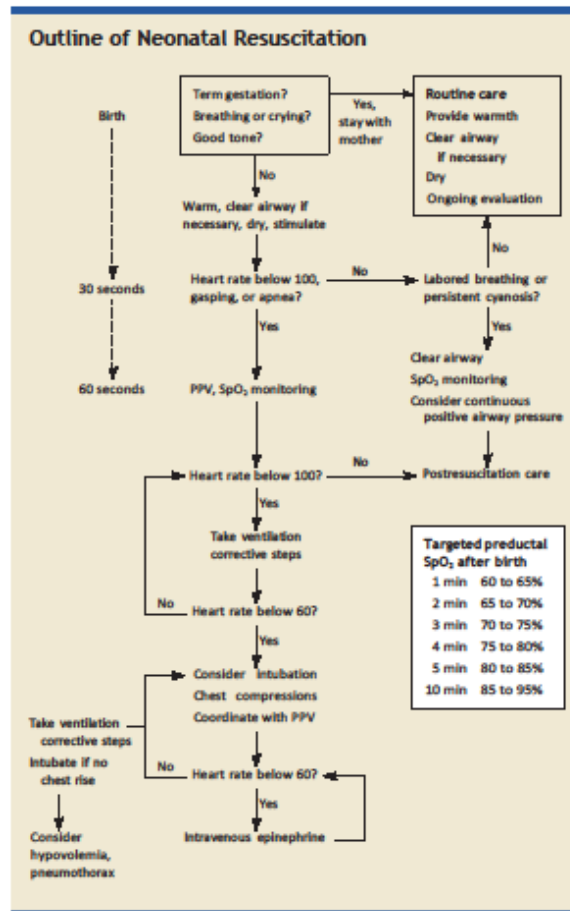 Outline of Neonatal Resuscitation
Birth
Term gestation?
Breathing or crying?
Good tone?
Yes,
stay with
mother
Routine care
Provide warmth
Clear airway
if necessary
Dry
Ongoing evaluation
No
Warm, clear airway if
necessary, dry, stimulate
No
30 seconds
Heart rate below 100,
gasping, or apnea?
No
Labored breathing or
persistent cyanosis?
Yes
Yes
60 seconds
PPV, SpO₂ monitoring
Clear airway
SpO₂ monitoring
Consider continuous
positive airway pressure
Heart rate below 100?
No
Postresuscitation care
Yes
Take ventilation
corrective steps
No
Heart rate below 60?
Yes
Targeted preductal
SpO₂ after birth
1 min 60 to 65%
2 min 65 to 70%
3 min 70 to 75%
4 min 75 to 80%
5 min 80 to 85%
10 min 85 to 95%
Consider intubation
Chest compressions
Coordinate with PPV
Take ventilation
corrective steps
Intubate if no
chest rise
No
Heart rate below 60?
Yes
Consider
hypovolemia,
pneumothorax
Intravenous epinephrine